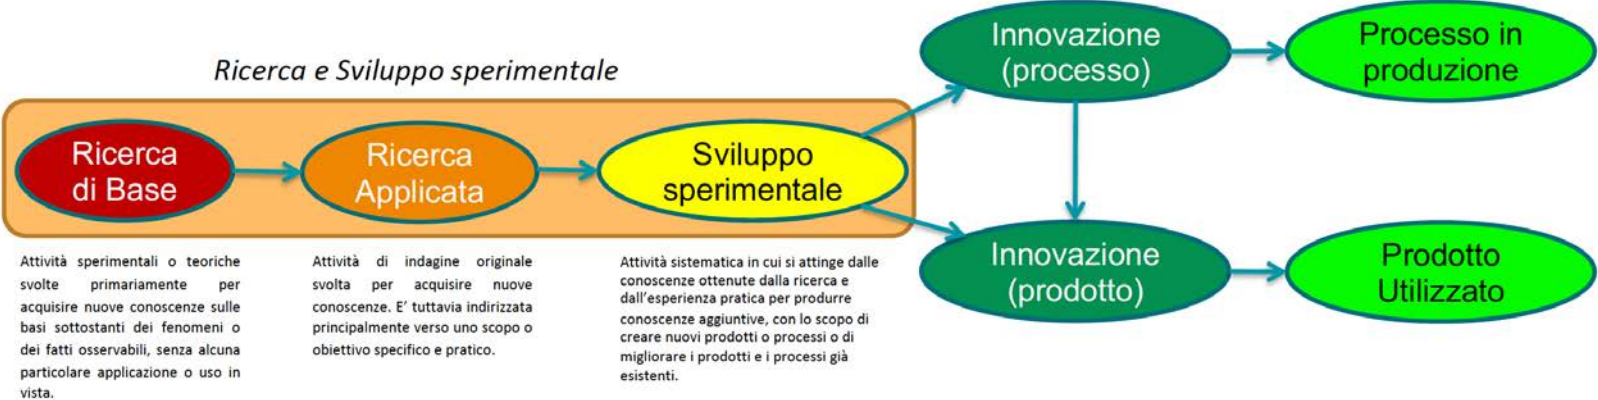 Ricerca e Sviluppo sperimentale
Ricerca
di Base
Ricerca
Applicata
Sviluppo
sperimentale
Innovazione
(processo)
Processo in
produzione
Innovazione
(prodotto)
Prodotto
Utilizzato
Attività sperimentali o teoriche
svolte primariamente per
acquisire nuove conoscenze sulle
basi sottostanti dei fenomeni o
dei fatti osservabili, senza alcuna
particolare applicazione o uso in
vista.
Attività di indagine originale
svolta per acquisire nuove
conoscenze. E' tuttavia indirizzata
principalmente verso uno scopo o
obiettivo specifico e pratico.
Attività sistematica in cui si attinge dalle
conoscenze ottenute dalla ricerca e
dall'esperienza pratica per produrre
conoscenze aggiuntive, con lo scopo di
creare nuovi prodotti o processi o di
migliorare i prodotti e i processi già
esistenti.